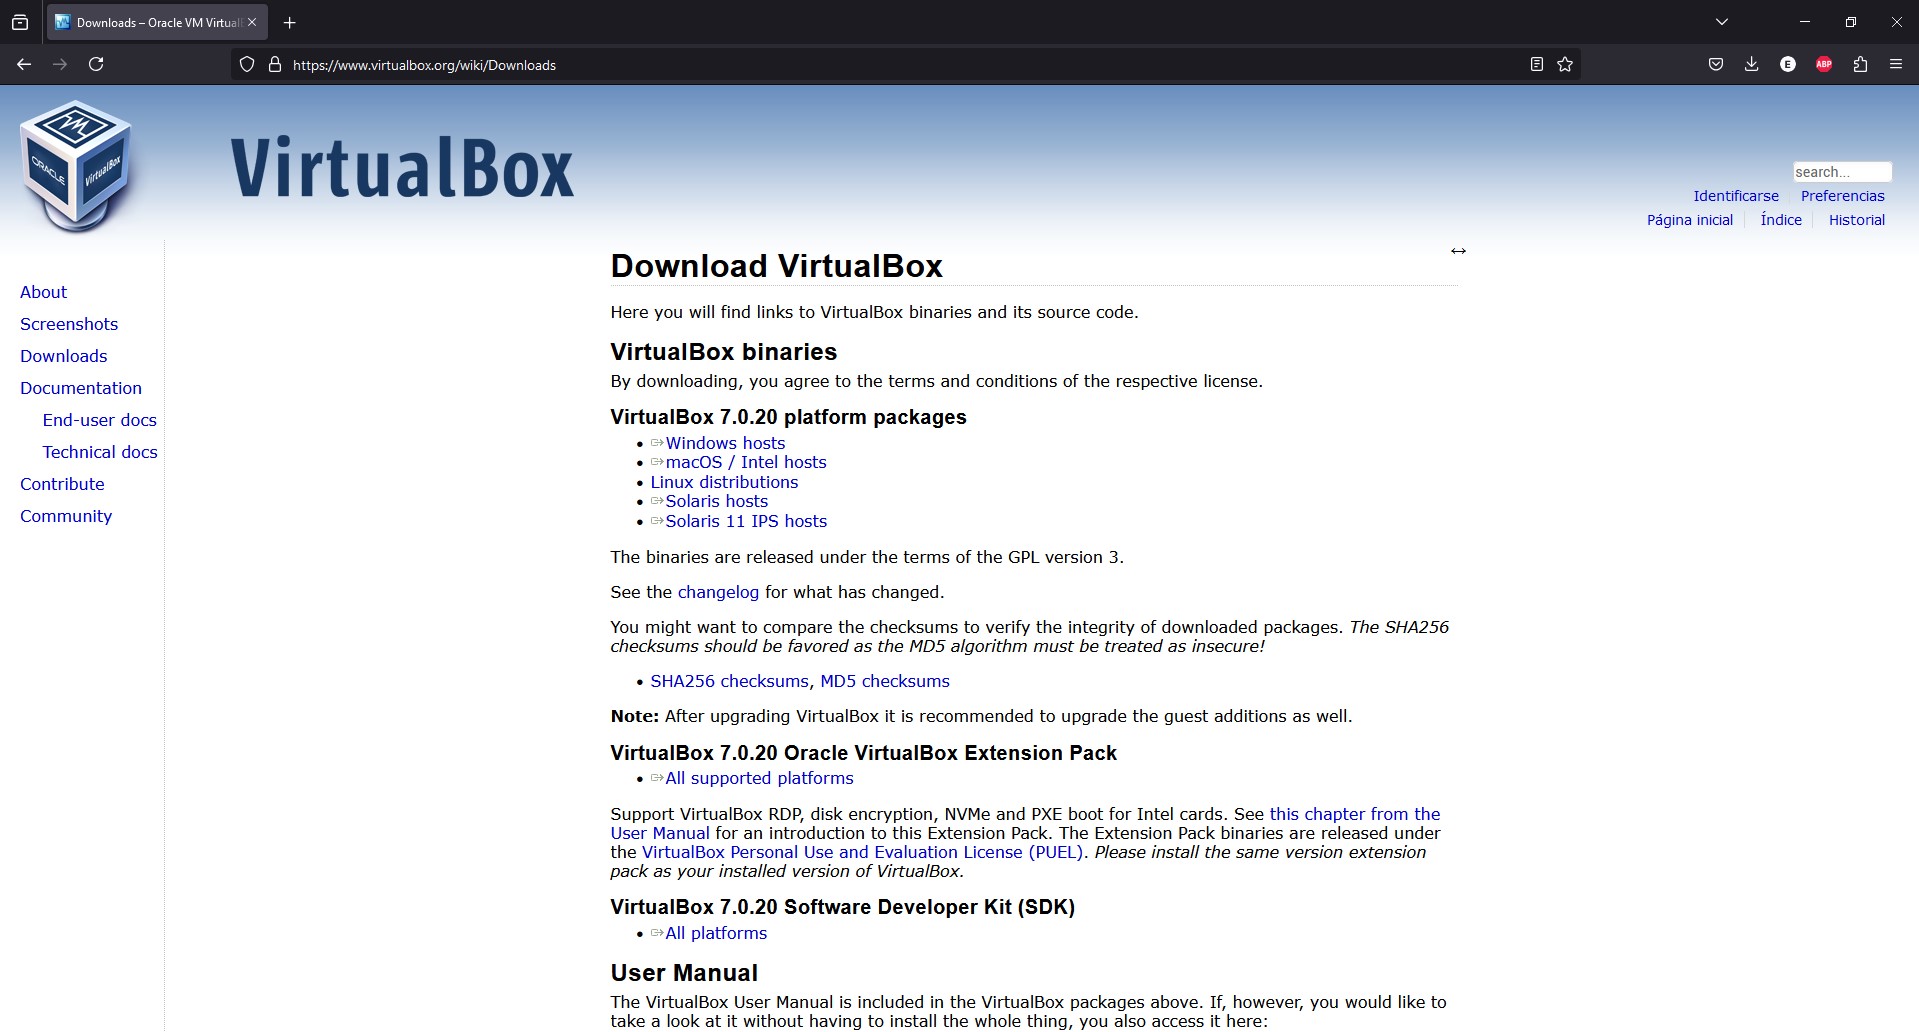 Downloads – Oracle VM Virtual
https://www.virtualbox.org/wiki/Downloads
E
ABP
ORACLE
VirtualBox
VirtualBox
search...
Identificarse
Preferencias
Página inicial
Índice
Historial
About
Screenshots
Downloads
Documentation
End-user docs
Technical docs
Contribute
Community
Download VirtualBox
Here you will find links to VirtualBox binaries and its source code.
VirtualBox binaries
By downloading, you agree to the terms and conditions of the respective license.
VirtualBox 7.0.20 platform packages
Windows hosts
macOS / Intel hosts
Linux distributions
Solaris hosts
Solaris 11 IPS hosts
The binaries are released under the terms of the GPL version 3.
See the changelog for what has changed.
You might want to compare the checksums to verify the integrity of downloaded packages. The SHA256
checksums should be favored as the MD5 algorithm must be treated as insecure!
SHA256 checksums, MD5 checksums
Note: After upgrading VirtualBox it is recommended to upgrade the guest additions as well.
VirtualBox 7.0.20 Oracle VirtualBox Extension Pack
All supported platforms
Support VirtualBox RDP, disk encryption, NVMe and PXE boot for Intel cards. See this chapter from the
User Manual for an introduction to this Extension Pack. The Extension Pack binaries are released under
the VirtualBox Personal Use and Evaluation License (PUEL). Please install the same version extension
pack as your installed version of VirtualBox.
VirtualBox 7.0.20 Software Developer Kit (SDK)
All platforms
User Manual
The VirtualBox User Manual is included in the VirtualBox packages above. If, however, you would like to
take a look at it without having to install the whole thing, you also access it here: